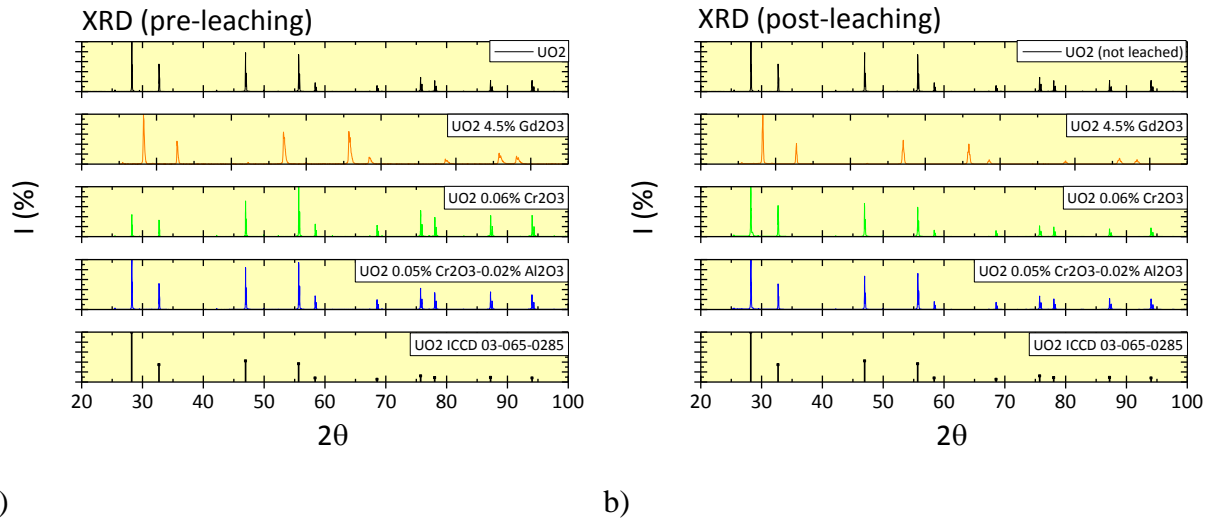 XRD (pre-leaching)
UO2
UO2 4.5% Gd2O3
UO2 0.06% Cr2O3
UO2 0.05% Cr2O3-0.02% Al2O3
UO2 ICCD 03-065-0285
I (%)
20 30 40 50 60 70 80 90 100
2θ
)
XRD (post-leaching)
UO2 (not leached)
UO2 4.5% Gd2O3
UO2 0.06% Cr2O3
UO2 0.05% Cr2O3-0.02% Al2O3
UO2 ICCD 03-065-0285
I (%)
20 30 40 50 60 70 80 90 100
2θ
b)